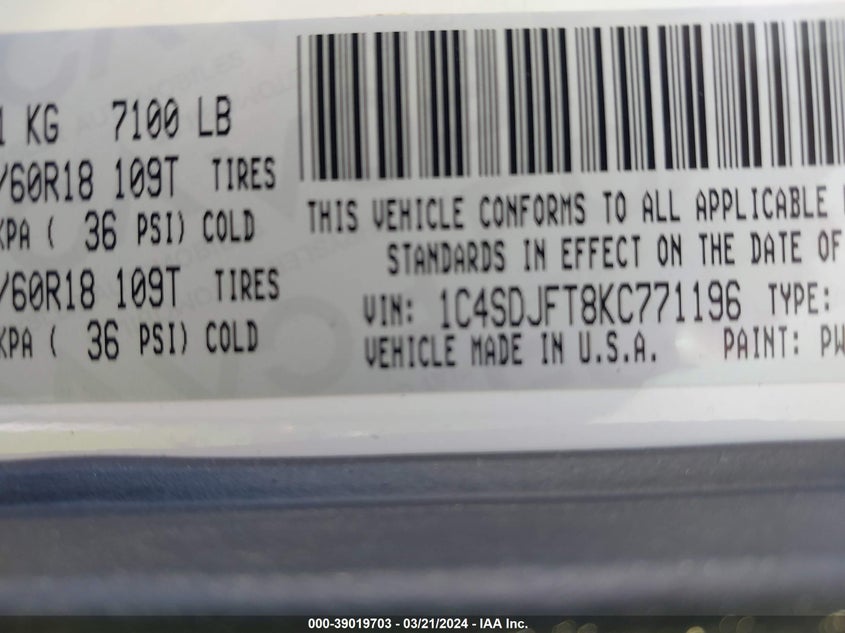 1 KG 7100 LB
/60R18 109T TIRES
KPA ( 36 PSI) COLD
/60R18 109T TIRES
KPA ( 36 PSI) COLD
THIS VEHICLE CONFORMS TO ALL APPLICABLE
STANDARDS IN EFFECT ON THE DATE OF
VIN: 1C4SDJFT8KC771196 TYPE:
VEHICLE MADE IN U.S.A. PAINT: PW
000-39019703 - 03/21/2024 - IAA Inc.